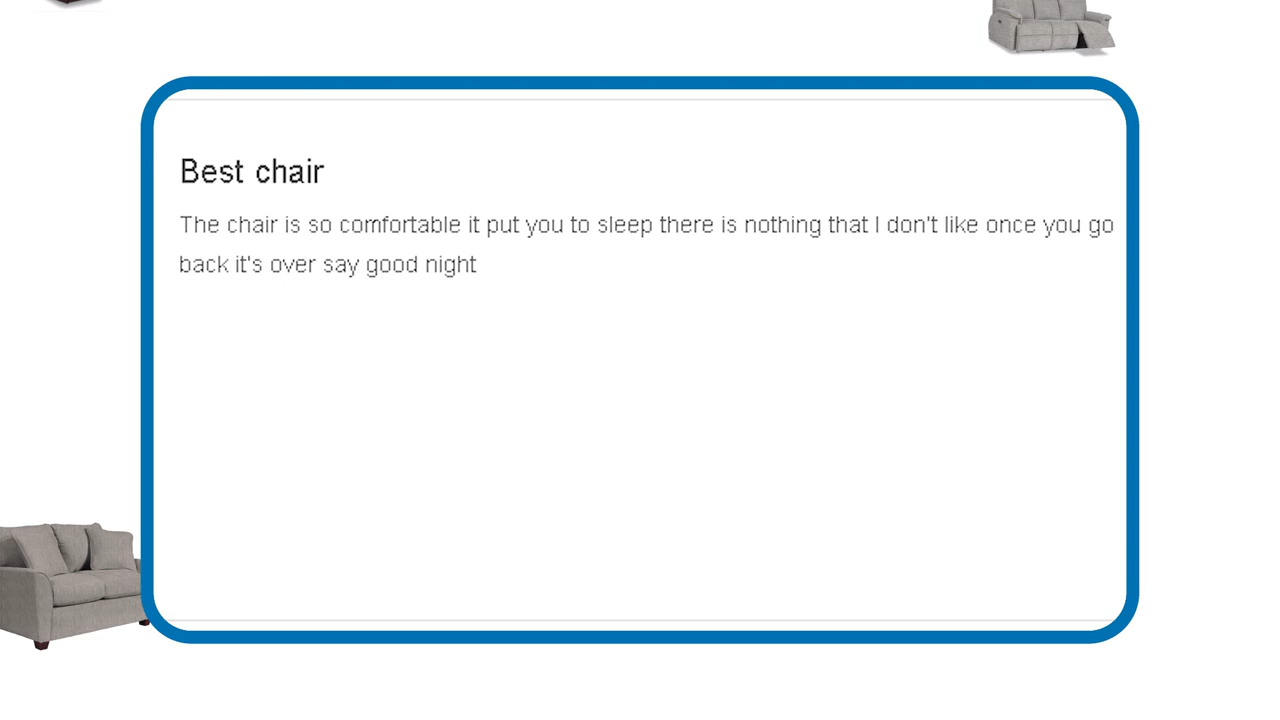 Best chair
The chair is so comfortable it put you to sleep there is nothing that I don't like once you go
back it's over say good night